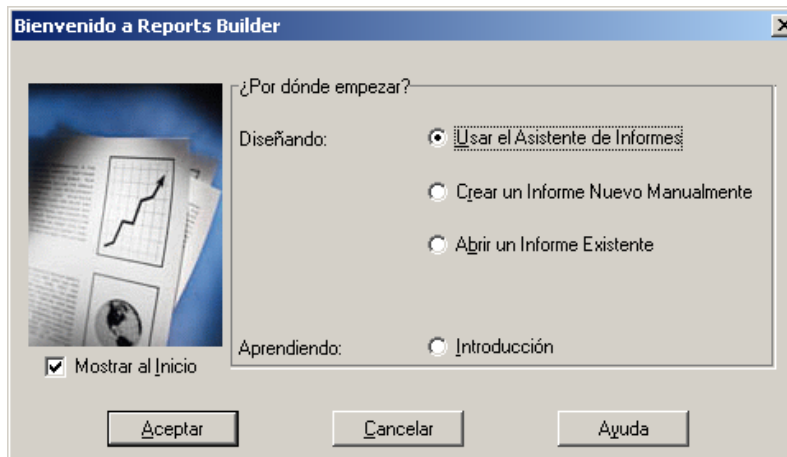 Bienvenido a Reports Builder
¿Por dónde empezar?
Diseñando:
Usar el Asistente de Informes
Crear un Informe Nuevo Manualmente
Abrir un Informe Existente
Aprendiendo:
Introducción
Mostrar al Inicio
Aceptar
Cancelar
Ayuda